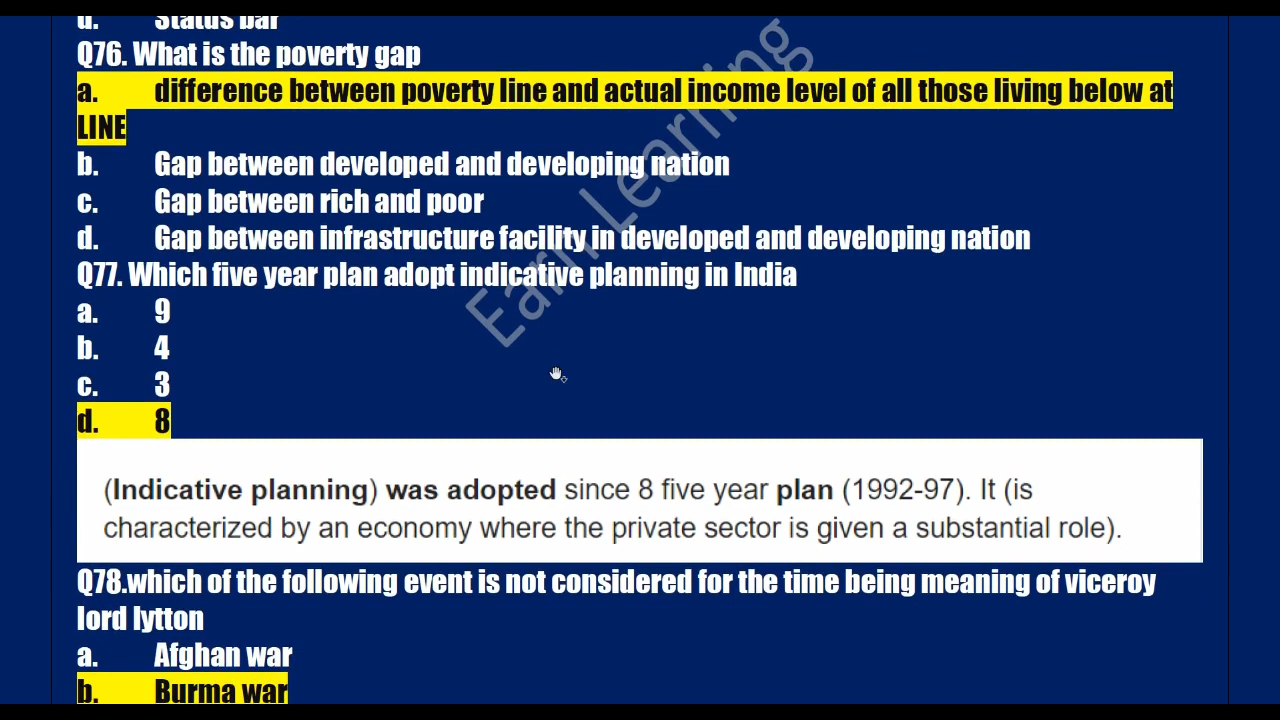 d. Status bar
Q76. What is the poverty gap
a. difference between poverty line and actual income level of all those living below at
LINE
b. Gap between developed and developing nation
c. Gap between rich and poor
d. Gap between infrastructure facility in developed and developing nation
Q77. Which five year plan adopt indicative planning in India
a. 9
b. 4
c. 3
d. 8
(Indicative planning) was adopted since 8 five year plan (1992-97). It (is
characterized by an economy where the private sector is given a substantial role).
Q78.which of the following event is not considered for the time being meaning of viceroy
lord lytton
a. Afghan war
b. Burma war
Earn Learning